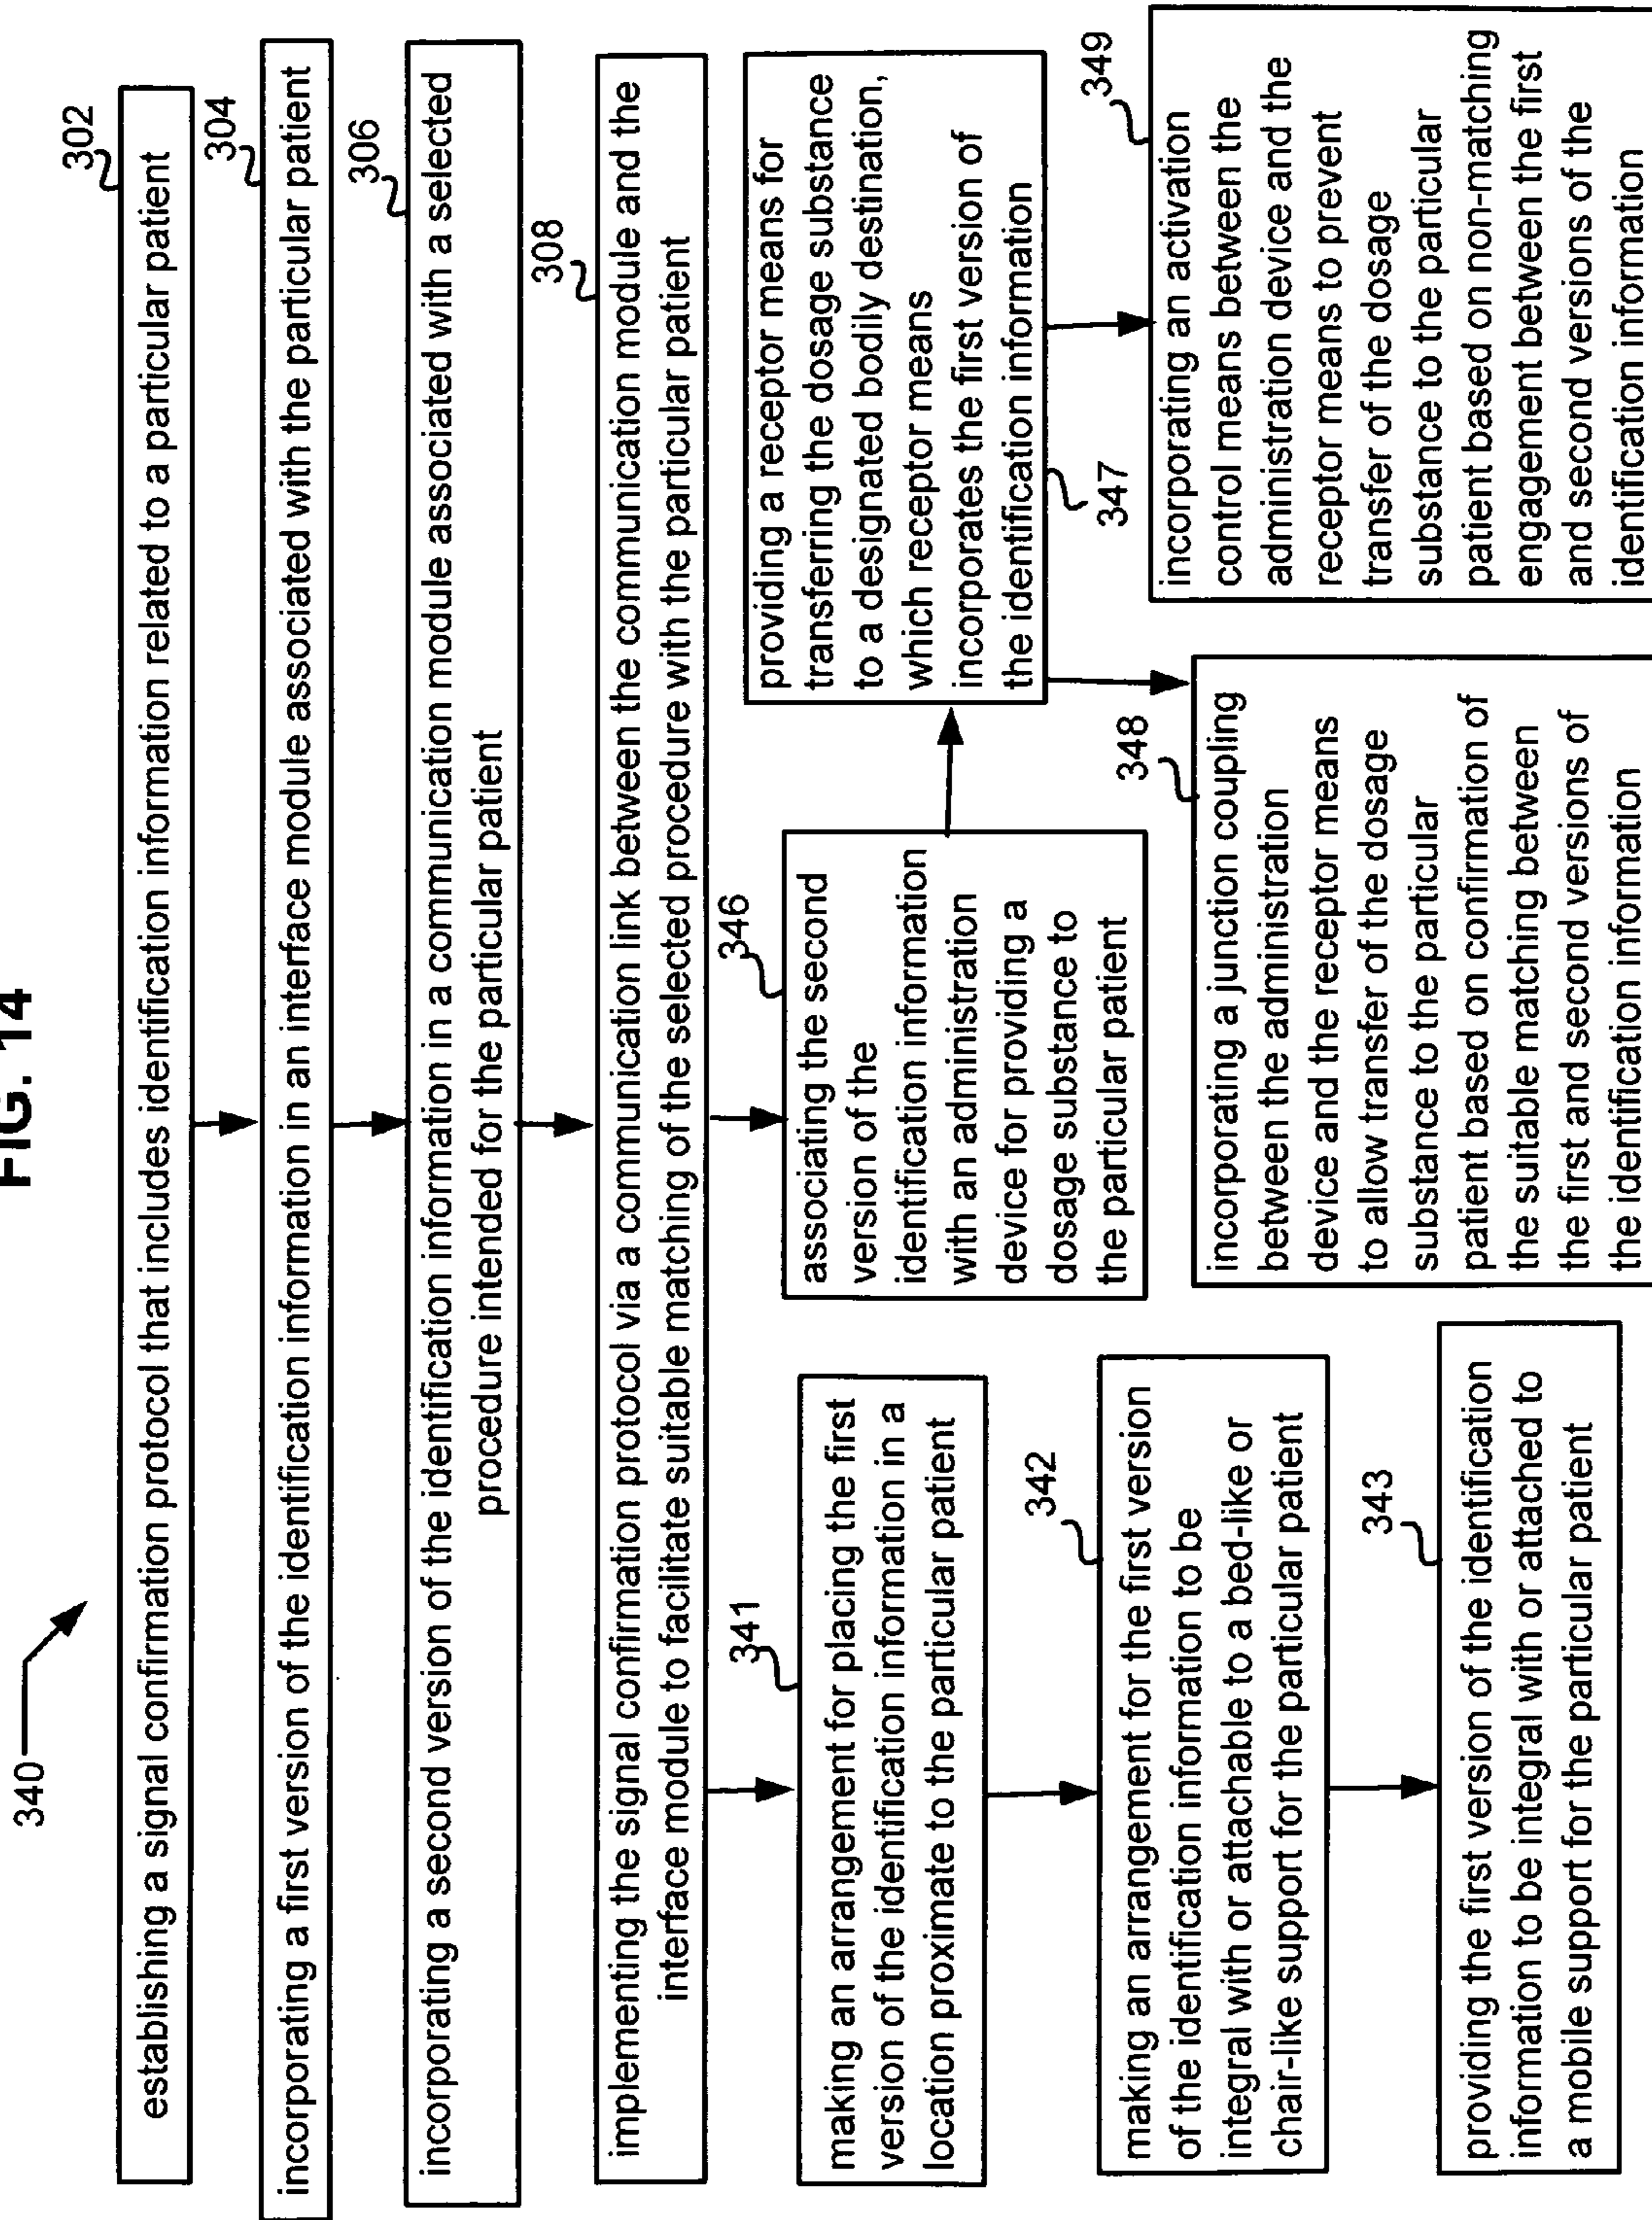 FIG. 14
340
302
establishing a signal confirmation protocol that includes identification information related to a particular patient
304
incorporating a first version of the identification information in an interface module associated with the particular patient
306
incorporating a second version of the identification information in a communication module associated with a selected
procedure intended for the particular patient
308
implementing the signal confirmation protocol via a communication link between the communication module and the
interface module to facilitate suitable matching of the selected procedure with the particular patient
341
making an arrangement for placing the first
version of the identification information in a
location proximate to the particular patient
342
making an arrangement for the first version
of the identification information to be
integral with or attachable to a bed-like or
chair-like support for the particular patient
343
providing the first version of the identification
information to be integral with or attached to
a mobile support for the particular patient
346
associating the second
version of the
identification information
with an administration
device for providing a
dosage substance to
the particular patient
providing a receptor means for
transferring the dosage substance
to a designated bodily destination,
which receptor means
incorporates the first version of
the identification information
347
348
incorporating a junction coupling
between the administration
device and the receptor means
to allow transfer of the dosage
substance to the particular
patient based on confirmation of
the suitable matching between
the first and second versions of
the identification information
349
incorporating an activation
control means between the
administration device and the
receptor means to prevent
transfer of the dosage
substance to the particular
patient based on non-matching
engagement between the first
and second versions of the
identification information